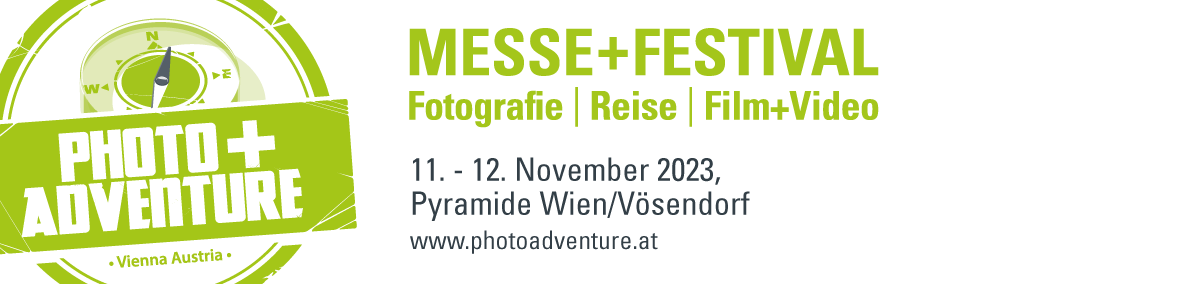 N
W
E
PHOTO +
ADVENTURE
• Vienna Austria •
MESSE+FESTIVAL
Fotografie | Reise | Film+Video
11. - 12. November 2023,
Pyramide Wien/Vösendorf
www.photoadventure.at